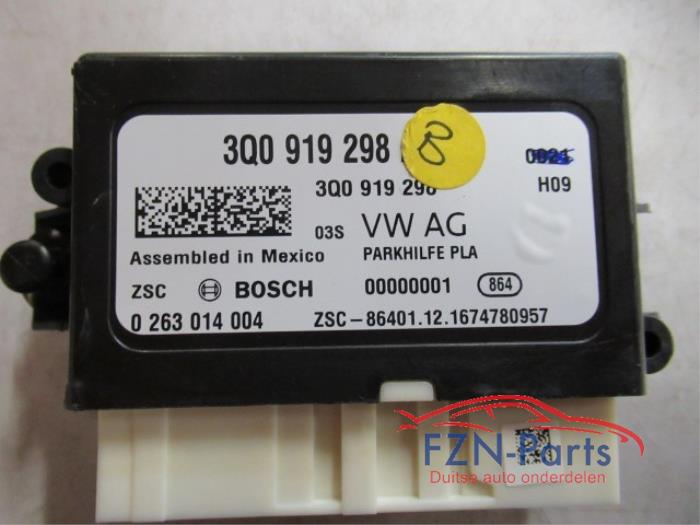 3Q0 919 298
B
3Q0 919 298
H09
03S VW AG
Assembled in Mexico
PARKHILFE PLA
ZSC BOSCH 00000001 864
0 263 014 004 ZSC-86401.12.1674780957
FZN-Parts
Duitse auto onderdelen